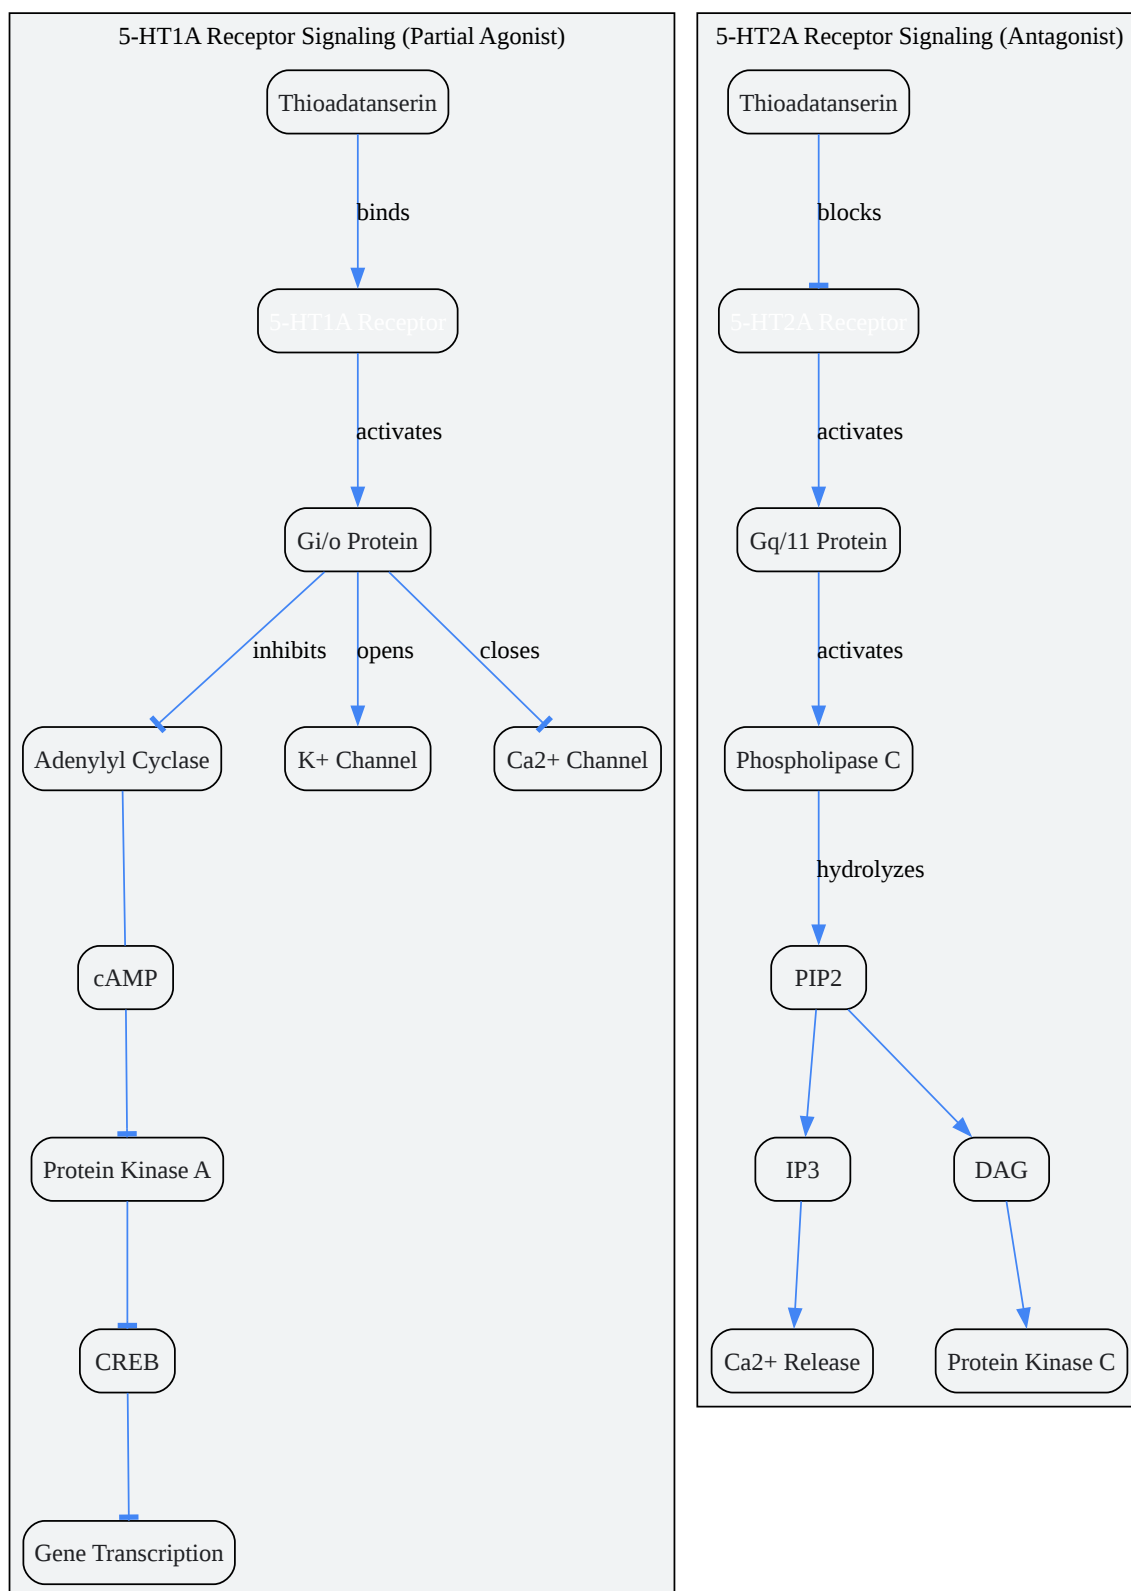 5-HT1A Receptor Signaling (Partial Agonist)
Thioadatanserin
binds
5-HT1A Receptor
activates
Gi/o Protein
inhibits
opens
closes
Adenylyl Cyclase
K+ Channel
Ca2+ Channel
cAMP
Protein Kinase A
CREB
Gene Transcription
5-HT2A Receptor Signaling (Antagonist)
Thioadatanserin
blocks
5-HT2A Receptor
activates
Gq/11 Protein
activates
Phospholipase C
hydrolyzes
PIP2
IP3
DAG
Ca2+ Release
Protein Kinase C